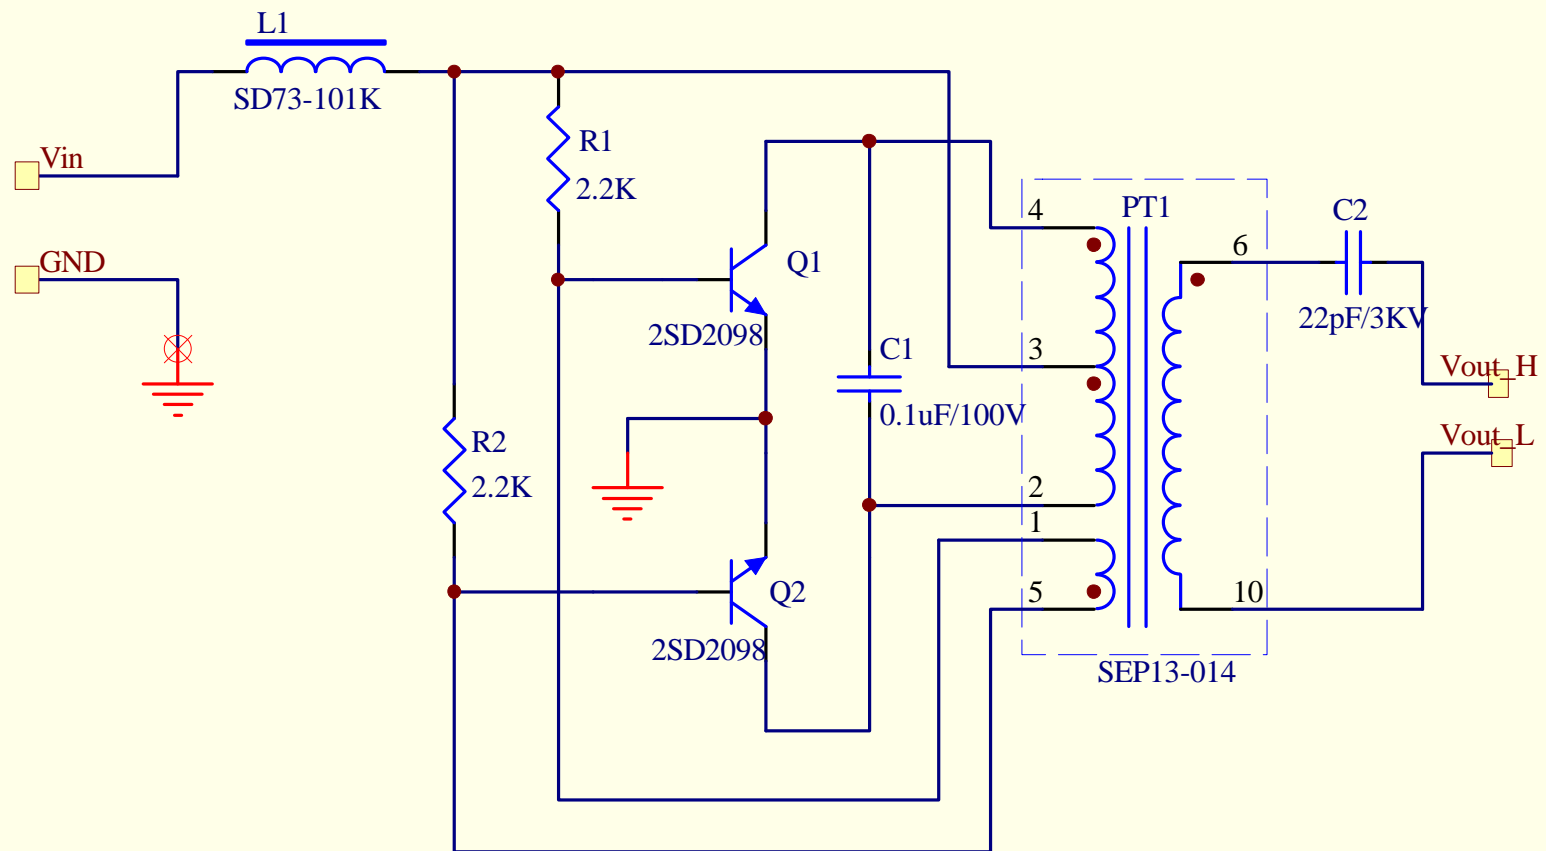 L1
SD73-101K
Vin
R1
2.2K
GND
Q1
2SD2098
C1
0.1uF/100V
R2
2.2K
Q2
2SD2098
4
PT1
3
2
1
5
6
10
SEP13-014
C2
22pF/3KV
Vout_H
Vout_L